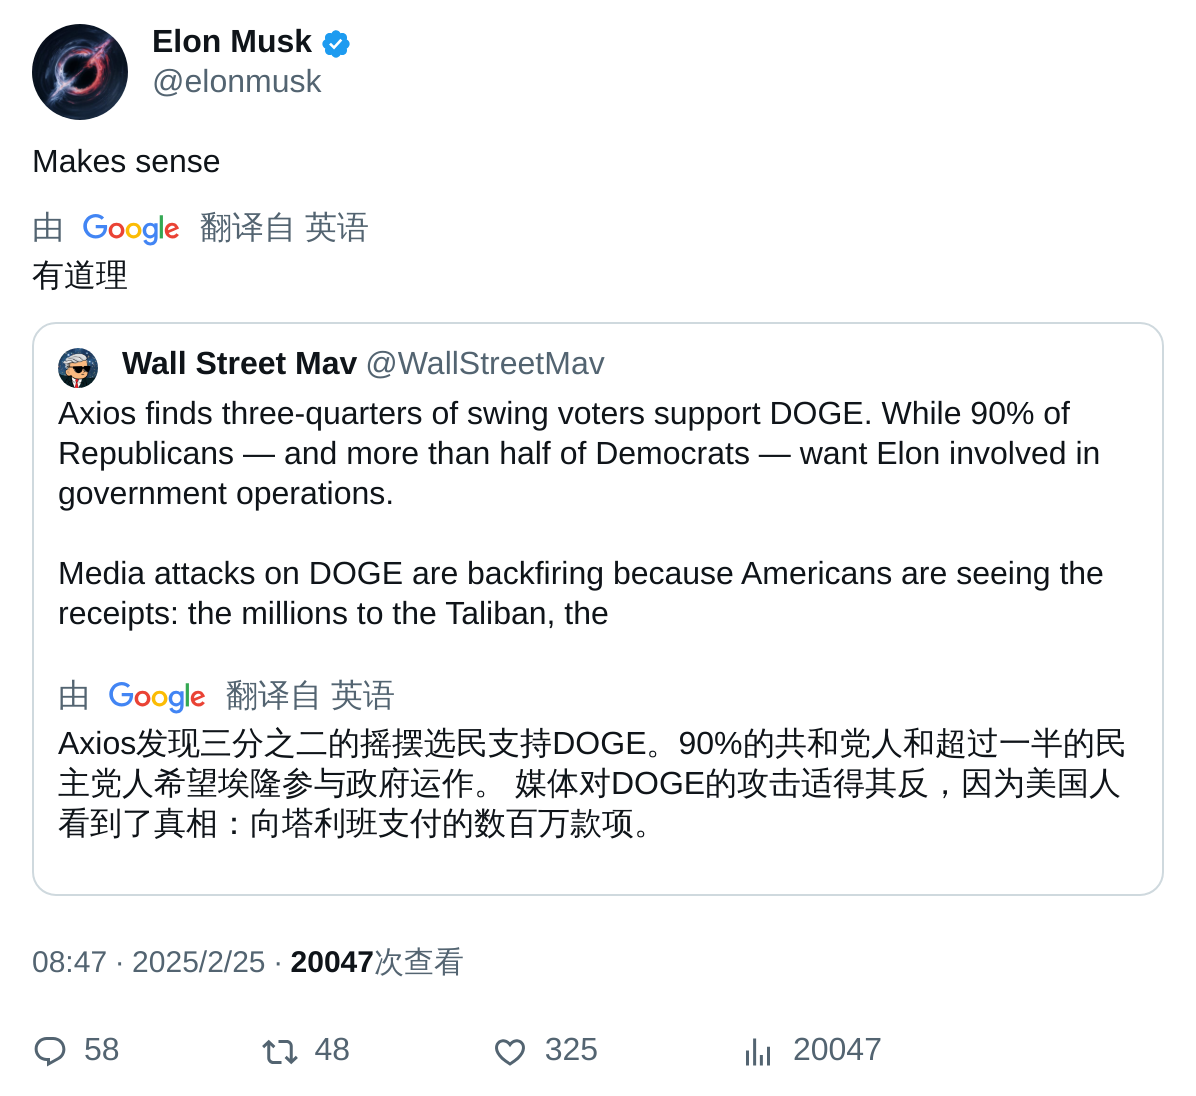 Elon Musk
@elonmusk
Makes sense
由 Google 翻译自 英语
有道理
Wall Street Mav @WallStreetMav
Axios finds three-quarters of swing voters support DOGE. While 90% of
Republicans — and more than half of Democrats — want Elon involved in
government operations.
Media attacks on DOGE are backfiring because Americans are seeing the
receipts: the millions to the Taliban, the
由 Google 翻译自 英语
Axios发现三分之二的摇摆选民支持DOGE。90%的共和党人和超过一半的民
主党人希望埃隆参与政府运作。 媒体对DOGE的攻击适得其反，因为美国人
看到了真相：向塔利班支付的数百万款项。
08:47 · 2025/2/25 · 20047次查看
58 48 325 20047